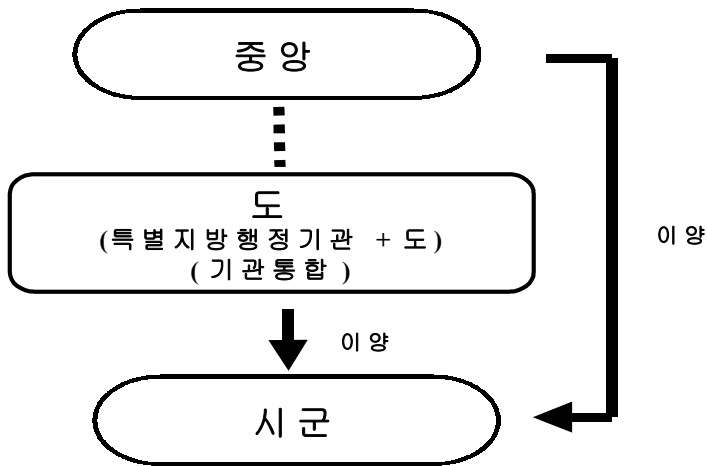 중앙
도
(특별지방행정기관 + 도)
(기관통합)
이양
이양
시군